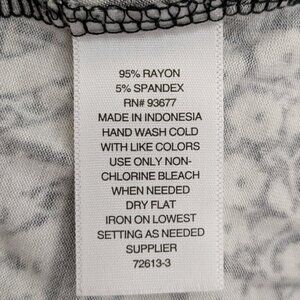 95% RAYON
5% SPANDEX
RN# 93677
MADE IN INDONESIA
HAND WASH COLD
WITH LIKE COLORS
USE ONLY NON-
CHLORINE BLEACH
WHEN NEEDED
DRY FLAT
IRON ON LOWEST
SETTING AS NEEDED
SUPPLIER
72613-3